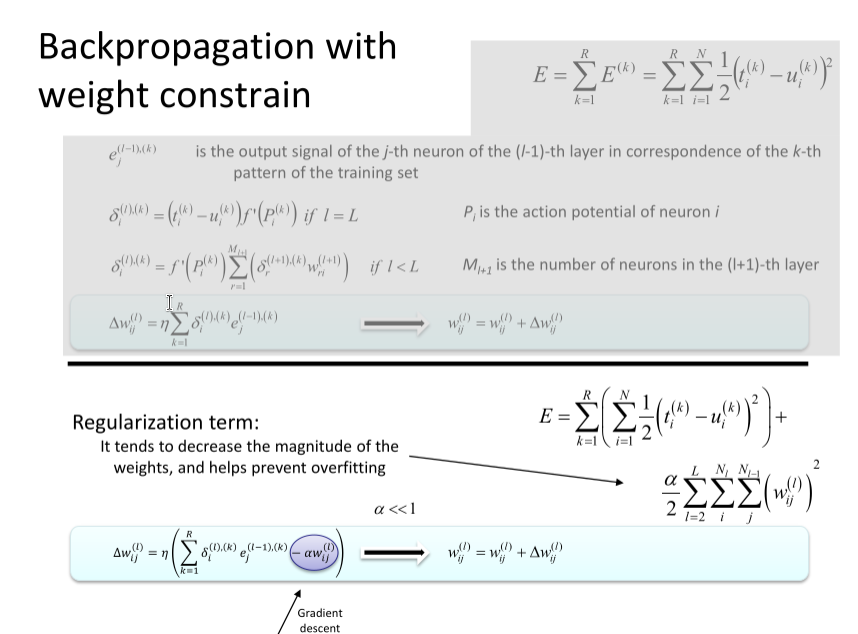 Backpropagation with
weight constrain
E = \sum_{k=1}^{R} E^{(k)} = \sum_{k=1}^{R} \sum_{i=1}^{N} \frac{1}{2} \left( t_i^{(k)} - u_i^{(k)} \right)^2
e_j^{(l-1),(k)} is the output signal of the j-th neuron of the (l-1)-th layer in correspondence of the k-th
pattern of the training set
\delta_i^{(l),(k)} = \left( t_i^{(k)} - u_i^{(k)} \right) f'\left( P_i^{(k)} \right) if l = L P_i is the action potential of neuron i
\delta_i^{(l),(k)} = f'\left( P_i^{(k)} \right) \sum_{r=1}^{M_{l+1}} \left( \delta_r^{(l+1),(k)} w_{ri}^{(l+1)} \right) if l < L M_{l+1} is the number of neurons in the (l+1)-th layer
\Delta w_{ij}^{(l)} = \eta \sum_{k=1}^{R} \delta_i^{(l),(k)} e_j^{(l-1),(k)} w_{ij}^{(l)} = w_{ij}^{(l)} + \Delta w_{ij}^{(l)}
Regularization term:
It tends to decrease the magnitude of the
weights, and helps prevent overfitting
E = \sum_{k=1}^{R} \left( \sum_{i=1}^{N} \frac{1}{2} \left( t_i^{(k)} - u_i^{(k)} \right)^2 \right) +
\frac{\alpha}{2} \sum_{l=2}^{L} \sum_{i}^{N_l} \sum_{j}^{N_{l-1}} \left( w_{ij}^{(l)} \right)^2
\alpha << 1
\Delta w_{ij}^{(l)} = \eta \left( \sum_{k=1}^{R} \delta_i^{(l),(k)} e_j^{(l-1),(k)} - \alpha w_{ij}^{(l)} \right) w_{ij}^{(l)} = w_{ij}^{(l)} + \Delta w_{ij}^{(l)}
Gradient
descent